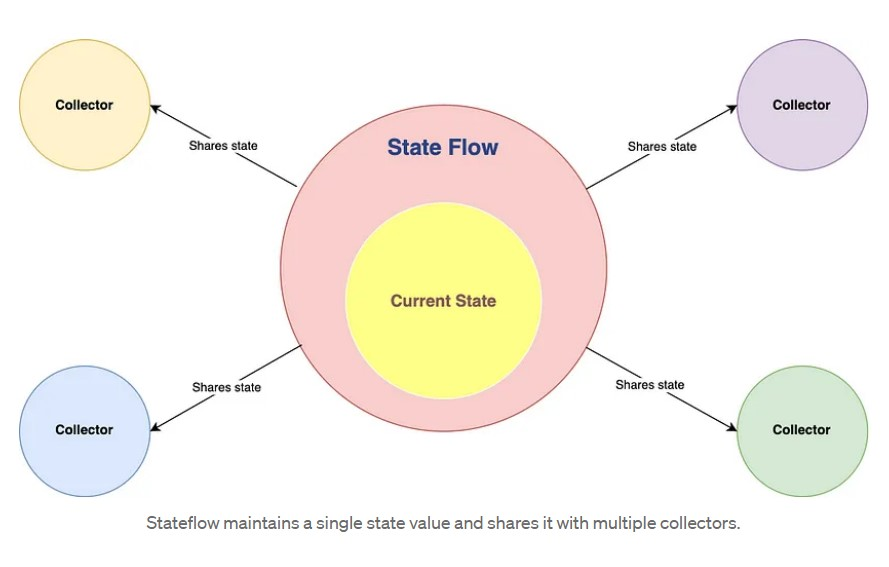 Collector
Collector
Shares state
Shares state
State Flow
Current State
Shares state
Shares state
Collector
Collector
Stateflow maintains a single state value and shares it with multiple collectors.